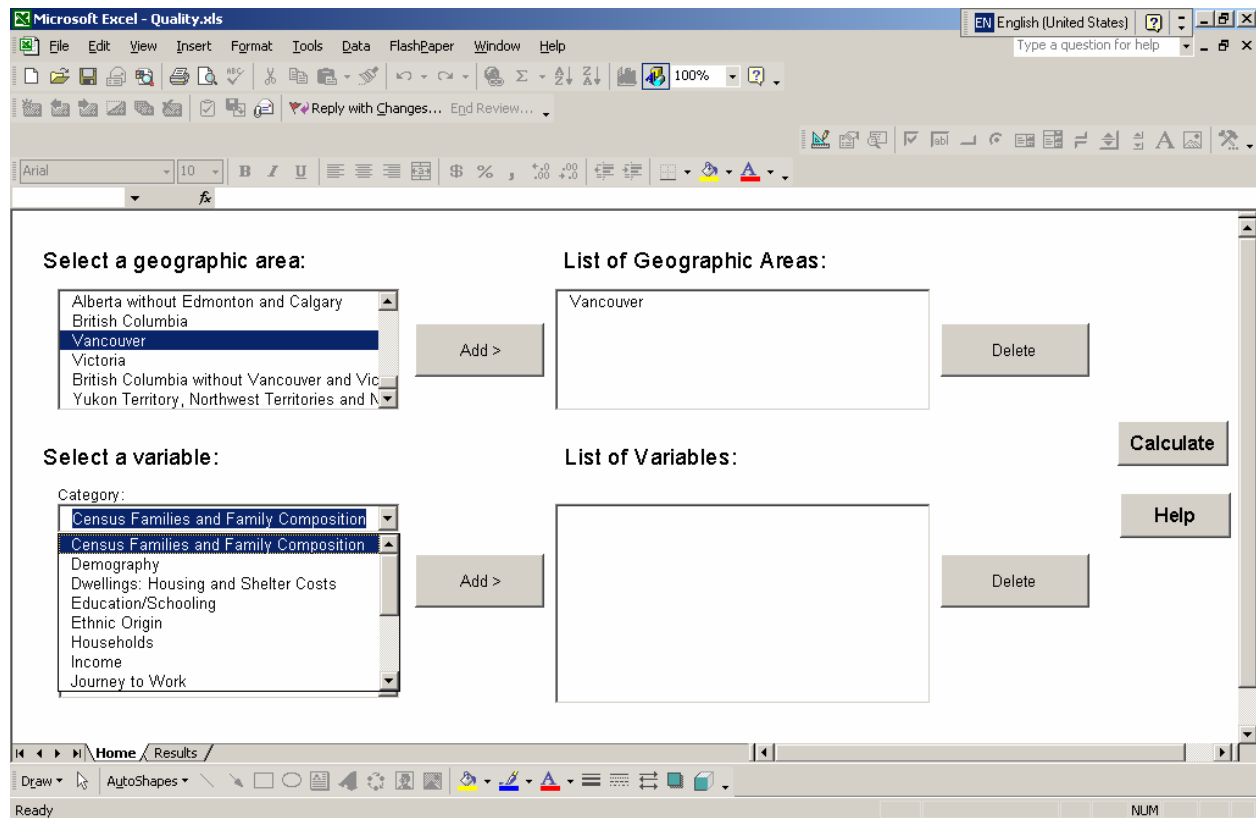 Microsoft Excel - Quality.xls
EN English (United States)
File Edit View Insert Format Tools Data FlashPaper Window Help
Type a question for help
100%
Reply with Changes... End Review...
Arial 10 B I U $ % ,
fx
Select a geographic area:
List of Geographic Areas:
Alberta without Edmonton and Calgary
British Columbia
Vancouver
Victoria
British Columbia without Vancouver and Vic
Yukon Territory, Northwest Territories and N
Add >
Vancouver
Delete
Calculate
Help
Select a variable:
List of Variables:
Category:
Census Families and Family Composition
Census Families and Family Composition
Demography
Dwellings: Housing and Shelter Costs
Education/Schooling
Ethnic Origin
Households
Income
Journey to Work
Add >
Delete
Home Results
Draw AutoShapes
Ready
NUM